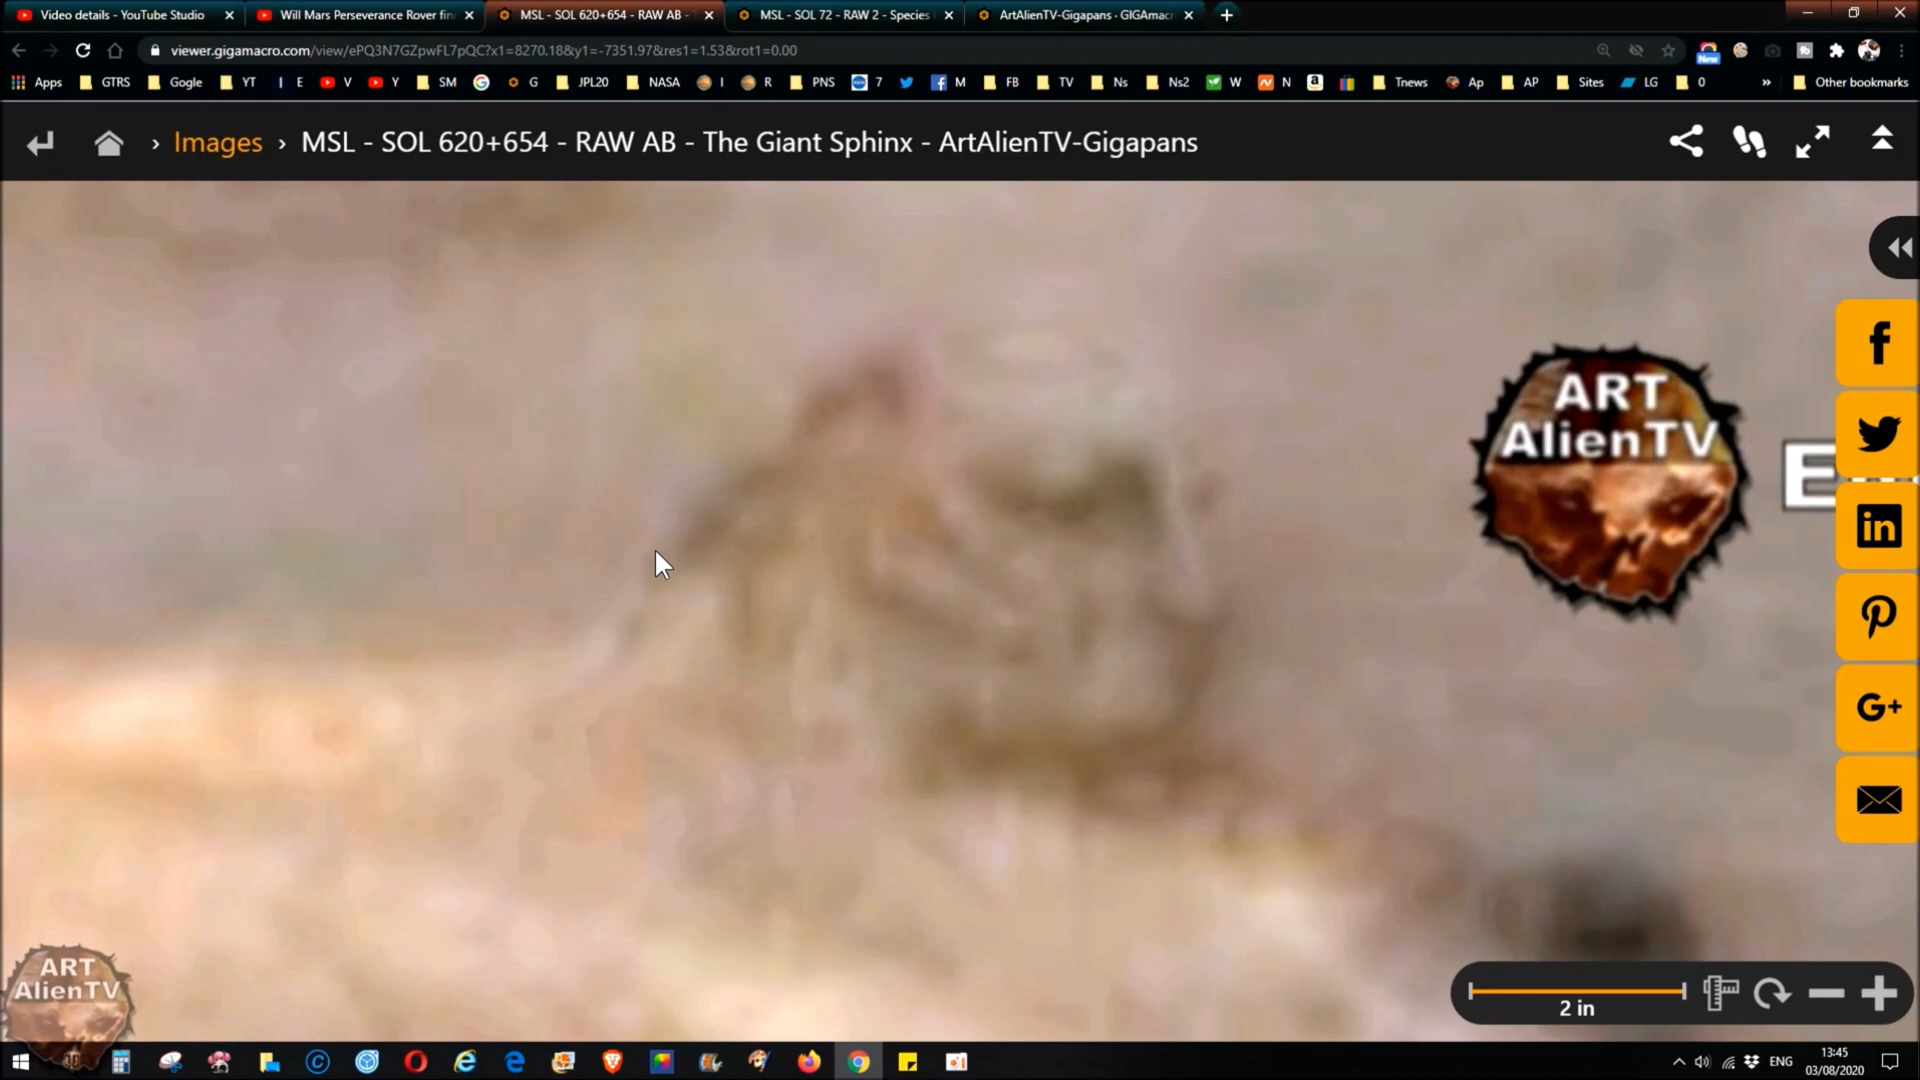 Video details - YouTube Studio
Will Mars Perseverance Rover fin
MSL - SOL 620+654 - RAW AB -
MSL - SOL 72 - RAW 2 - Species
ArtAlienTV-Gigapans - GIGAmac
viewer.gigamacro.com/view/ePQ3N7GZpwFL7pQC?x1=8270.18&y1=-7351.97&res1=1.53&rot1=0.00
New
Apps GTRS Gogle YT E V Y SM G JPL20 NASA I R PNS 7 M FB TV Ns Ns2 W N Tnews Ap AP Sites LG 0 » Other bookmarks
› Images › MSL - SOL 620+654 - RAW AB - The Giant Sphinx - ArtAlienTV-Gigapans
ART
AlienTV
ART
AlienTV
2 in
ENG
13:45
03/08/2020